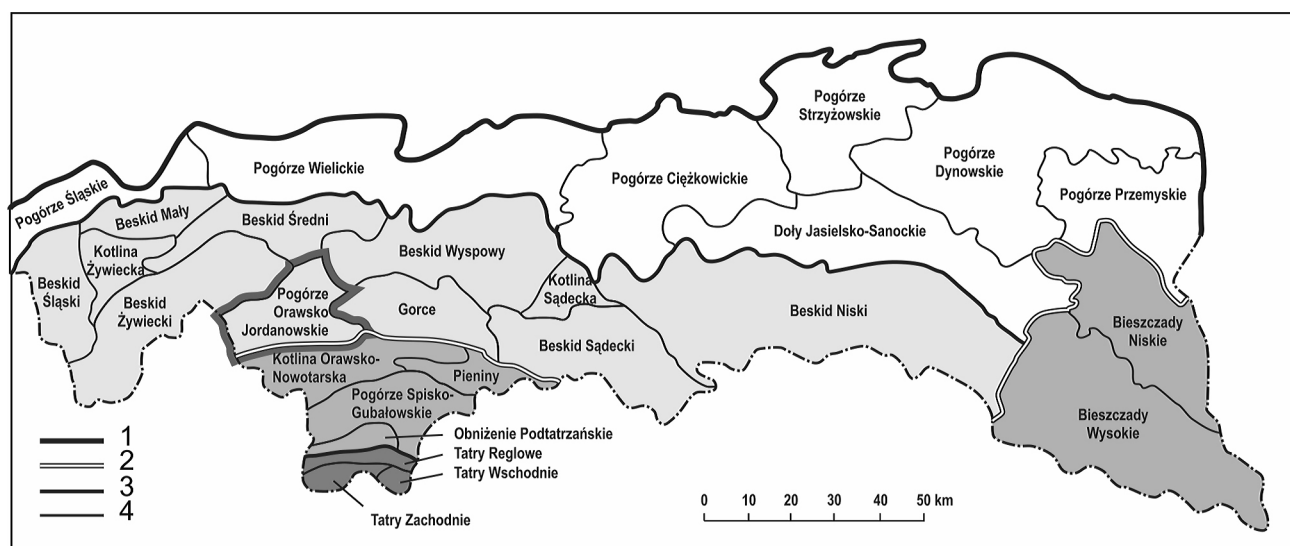 Pogórze
Strzyżowskie
Pogórze
Dynowskie
Pogórze Wielickie
Pogórze Ciężkowickie
Pogórze Przemyskie
Pogórze Śląskie
Beskid Mały
Beskid Średni
Doły Jasielsko-Sanockie
Kotlina
Żywiecka
Beskid Wyspowy
Beskid
Śląski
Beskid
Żywiecki
Pogórze
Orawsko
Jordanowskie
Gorce
Kotlina
Sądecka
Beskid Niski
Beskid Sądecki
Bieszczady
Niskie
Kotlina Orawsko-
Nowotarska
Pieniny
Pogórze Spisko-
Gubałowskie
Bieszczady
Wysokie
Obniżenie Podtatrzańskie
Tatry Reglowe
Tatry Wschodnie
Tatry Zachodnie
1
2
3
4
0 10 20 30 40 50 km